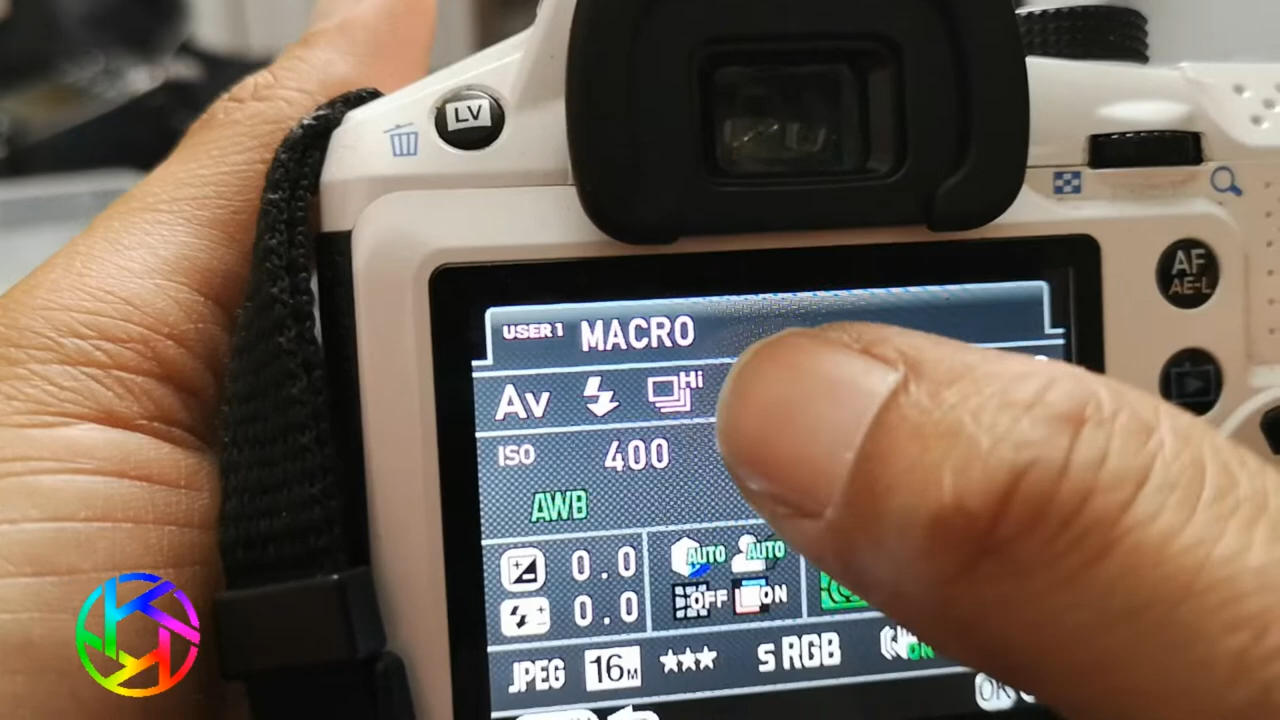 LV
AF
AE-L
USER 1 MACRO
Av Hi
ISO 400
AWB
0.0 AUTO AUTO
0.0 OFF ON
JPEG 16M ★★★ s RGB ON
OK